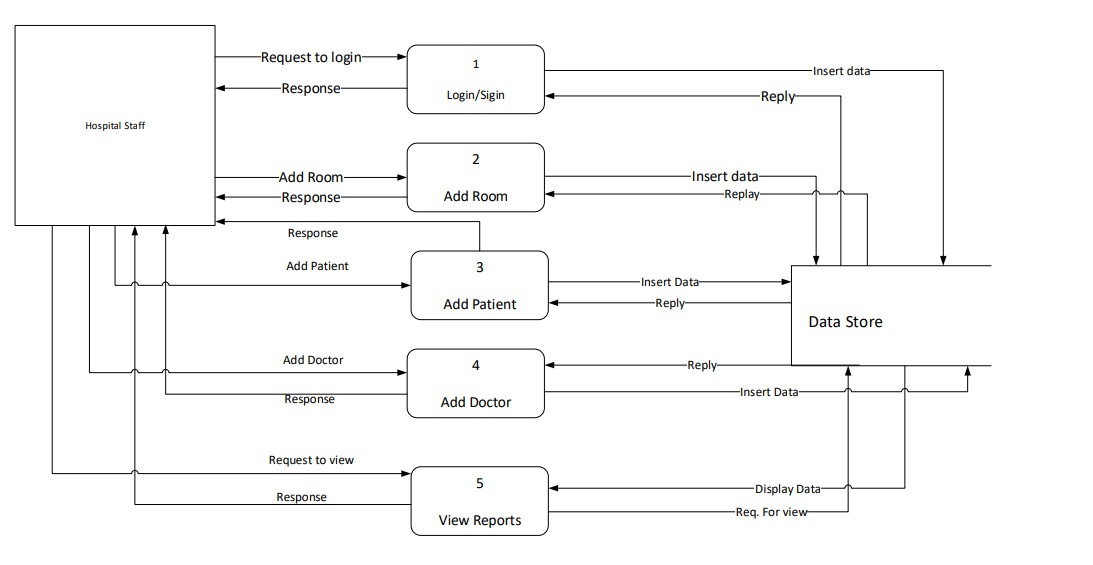 Hospital Staff
Request to login
Response
1
Login/Sigin
Insert data
Reply
Add Room
Response
2
Add Room
Insert data
Replay
Response
Add Patient
3
Add Patient
Insert Data
Reply
Data Store
Add Doctor
Response
4
Add Doctor
Reply
Insert Data
Request to view
Response
5
View Reports
Display Data
Req. For view